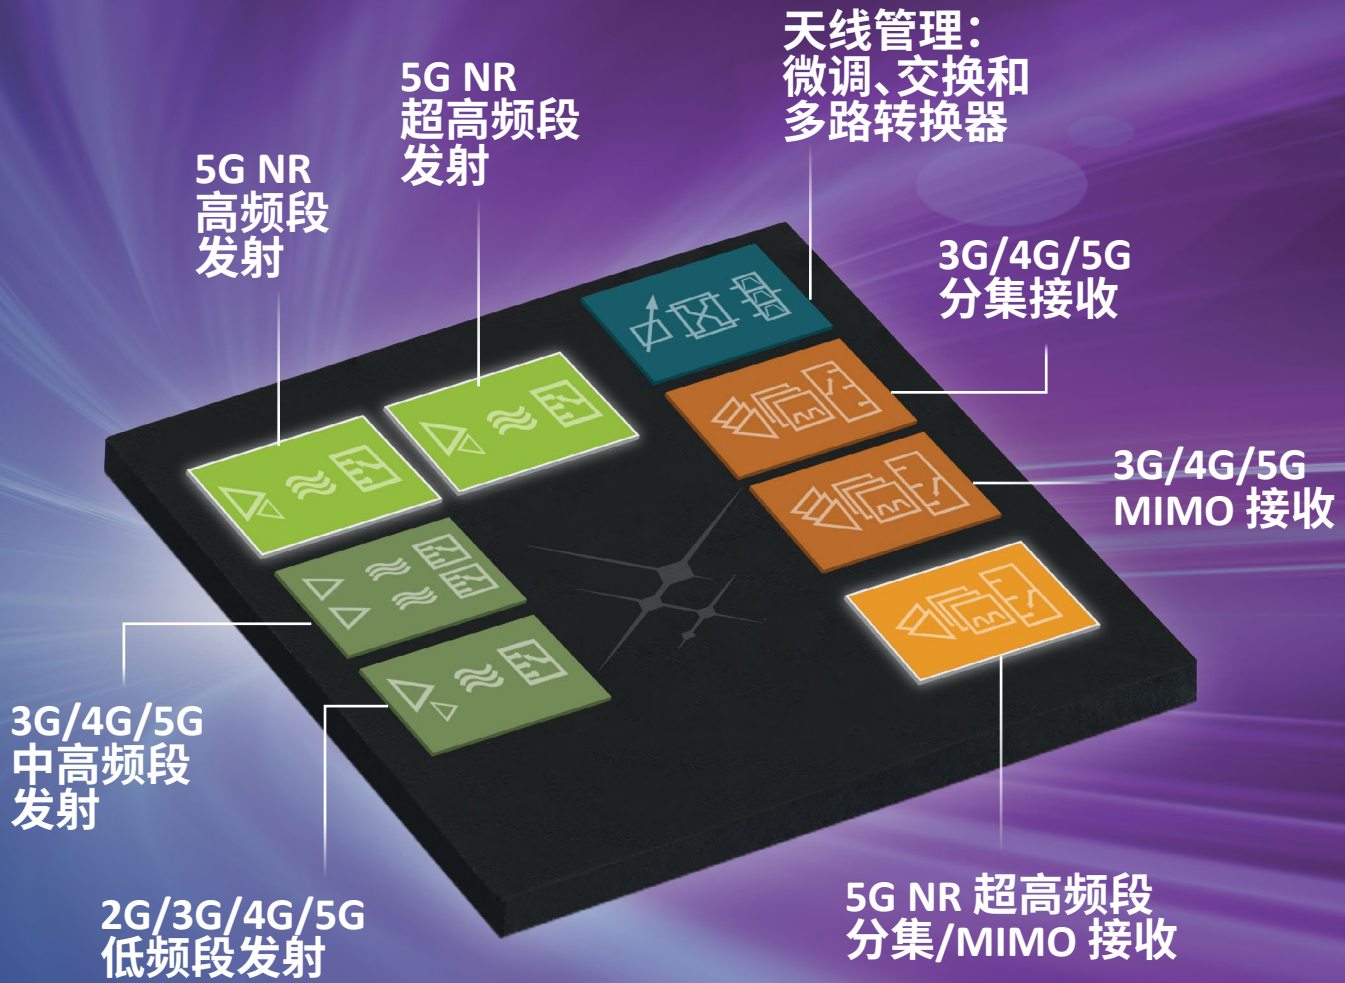 天线管理：
微调、交换和
多路转换器
5G NR
超高频段
发射
5G NR
高频段
发射
3G/4G/5G
分集接收
3G/4G/5G
MIMO 接收
3G/4G/5G
中高频段
发射
2G/3G/4G/5G
低频段发射
5G NR 超高频段
分集/MIMO 接收